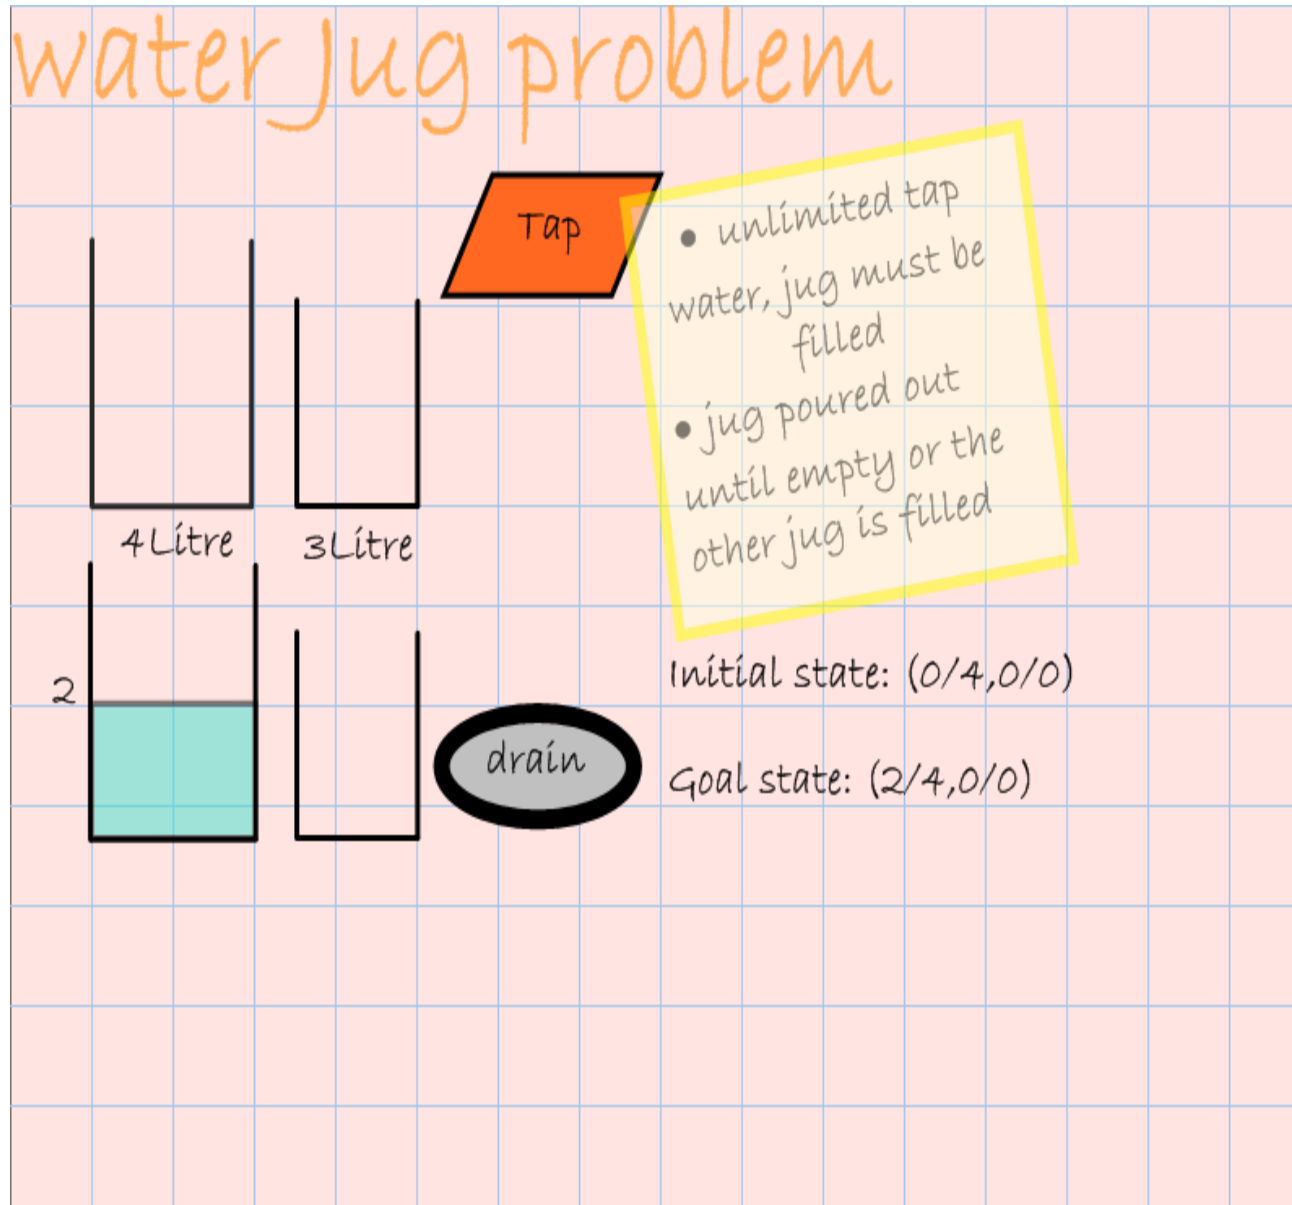 water jug problem
Tap
• unlimited tap
water, jug must be
filled
• jug poured out
until empty or the
other jug is filled
4Litre
3Litre
2
drain
Initial state: (0/4,0/0)
Goal state: (2/4,0/0)